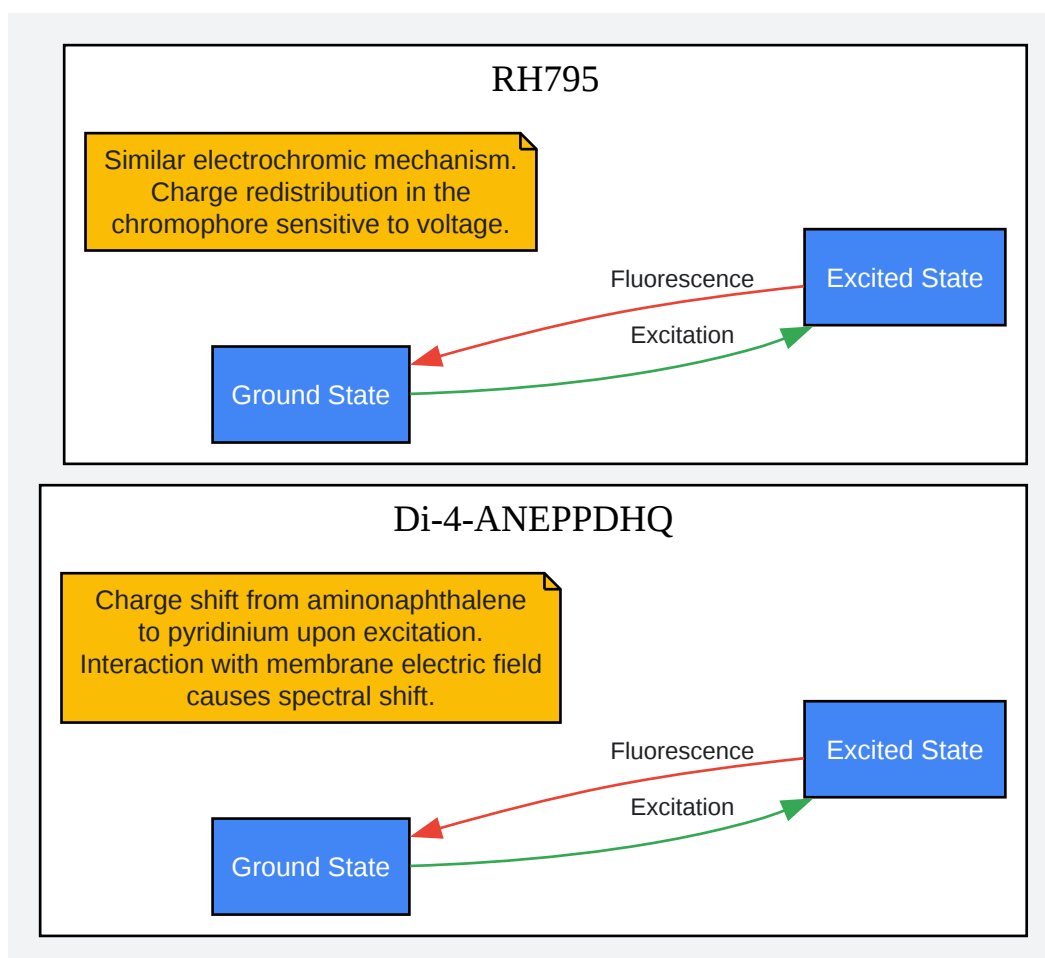 RH795
Similar electrochromic mechanism.
Charge redistribution in the
chromophore sensitive to voltage.
Fluorescence
Excited State
Excitation
Ground State
Di-4-ANEPPDHQ
Charge shift from aminonaphthalene
to pyridinium upon excitation.
Interaction with membrane electric field
causes spectral shift.
Fluorescence
Excited State
Excitation
Ground State